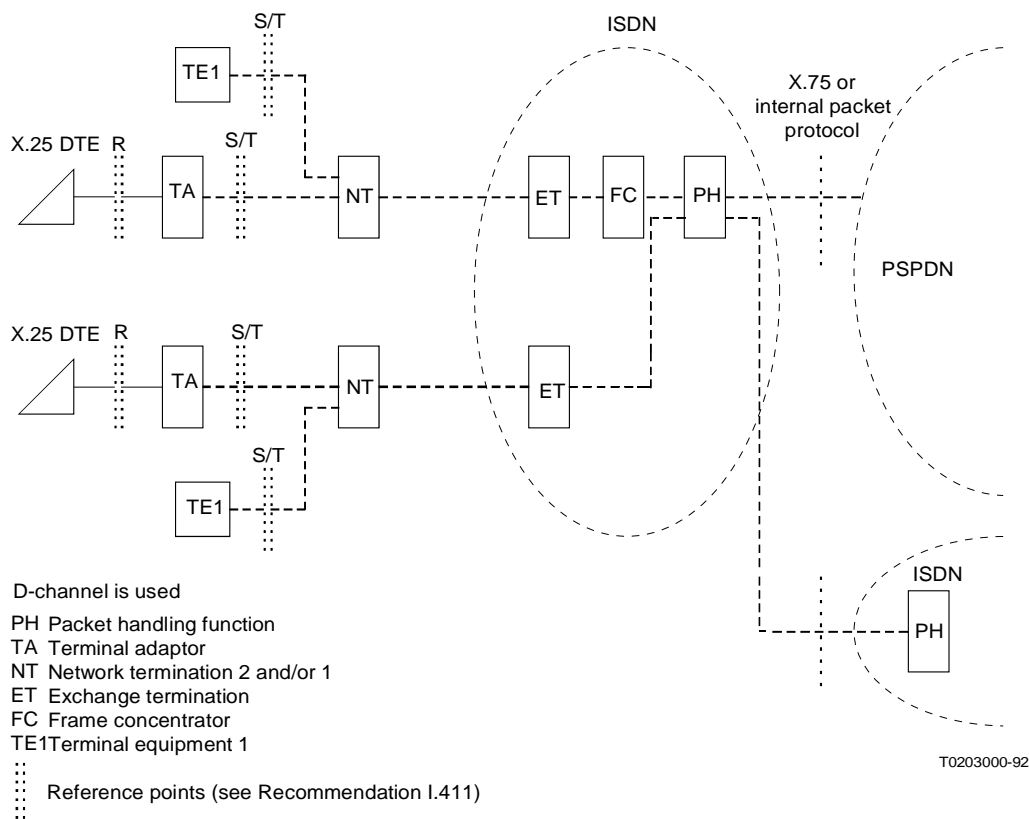 S/T
ISDN
TE1
X.75 or
internal packet
protocol
X.25 DTE R
S/T
TA
NT
ET
FC
PH
PSPDN
X.25 DTE R
S/T
TA
NT
ET
S/T
TE1
ISDN
PH
D-channel is used
PH Packet handling function
TA Terminal adaptor
NT Network termination 2 and/or 1
ET Exchange termination
FC Frame concentrator
TE1Terminal equipment 1
Reference points (see Recommendation I.411)
T0203000-92